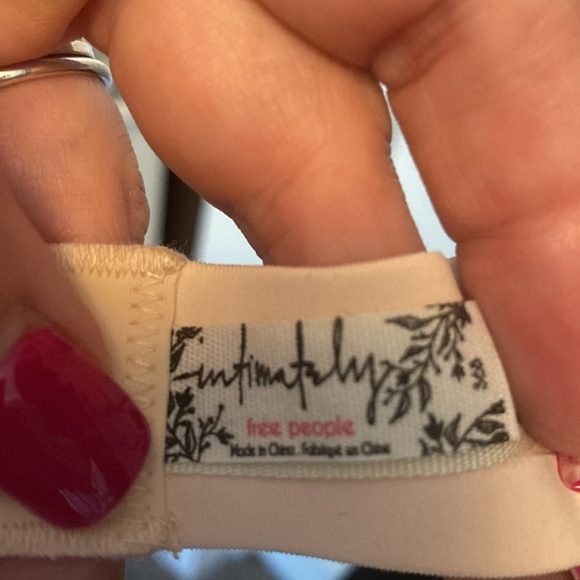 intimately
free people
Made in China . Fabriqué en Chine